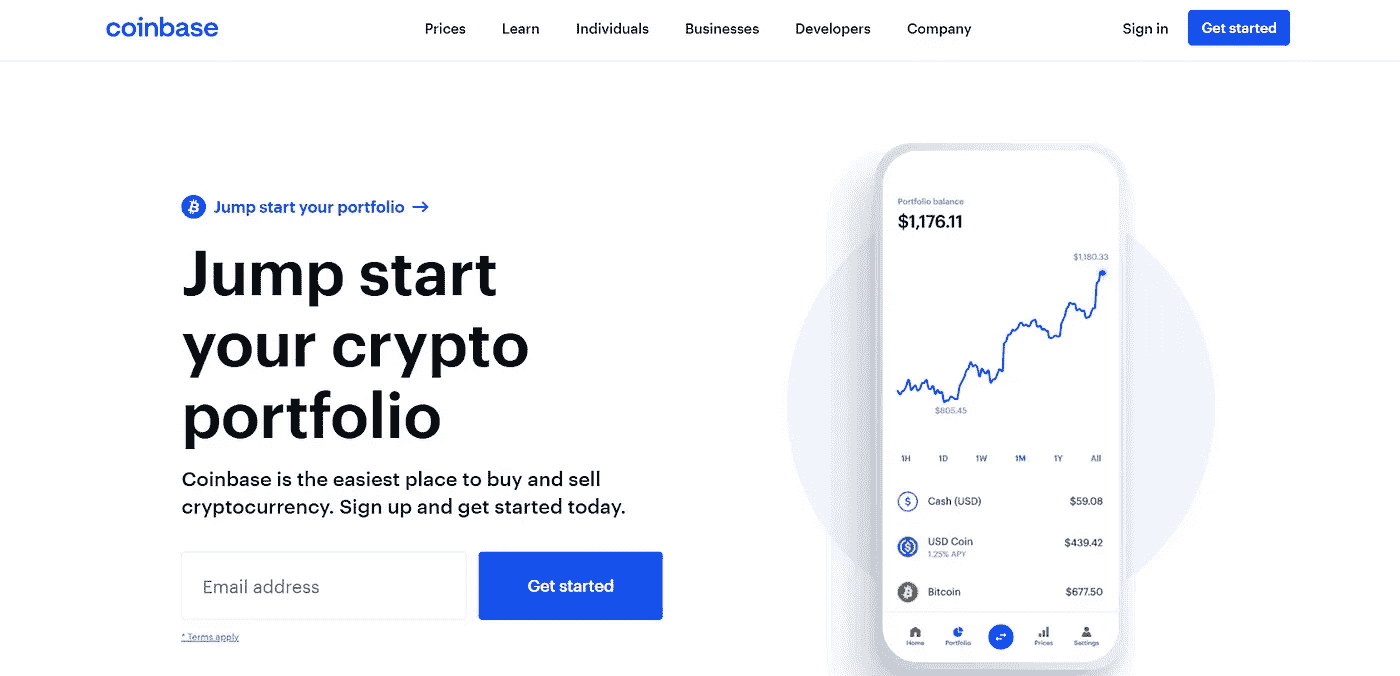 coinbase
Prices Learn Individuals Businesses Developers Company Sign in Get started
Jump start your portfolio →
Jump start
your crypto
portfolio
Coinbase is the easiest place to buy and sell
cryptocurrency. Sign up and get started today.
Email address Get started
* Terms apply
Portfolio balance
$1,176.11
$1,180.33
$805.45
1H 1D 1W 1M 1Y All
Cash (USD) $59.08
USD Coin $439.42
1.25% APY
Bitcoin $677.50
Home Portfolio Prices Settings